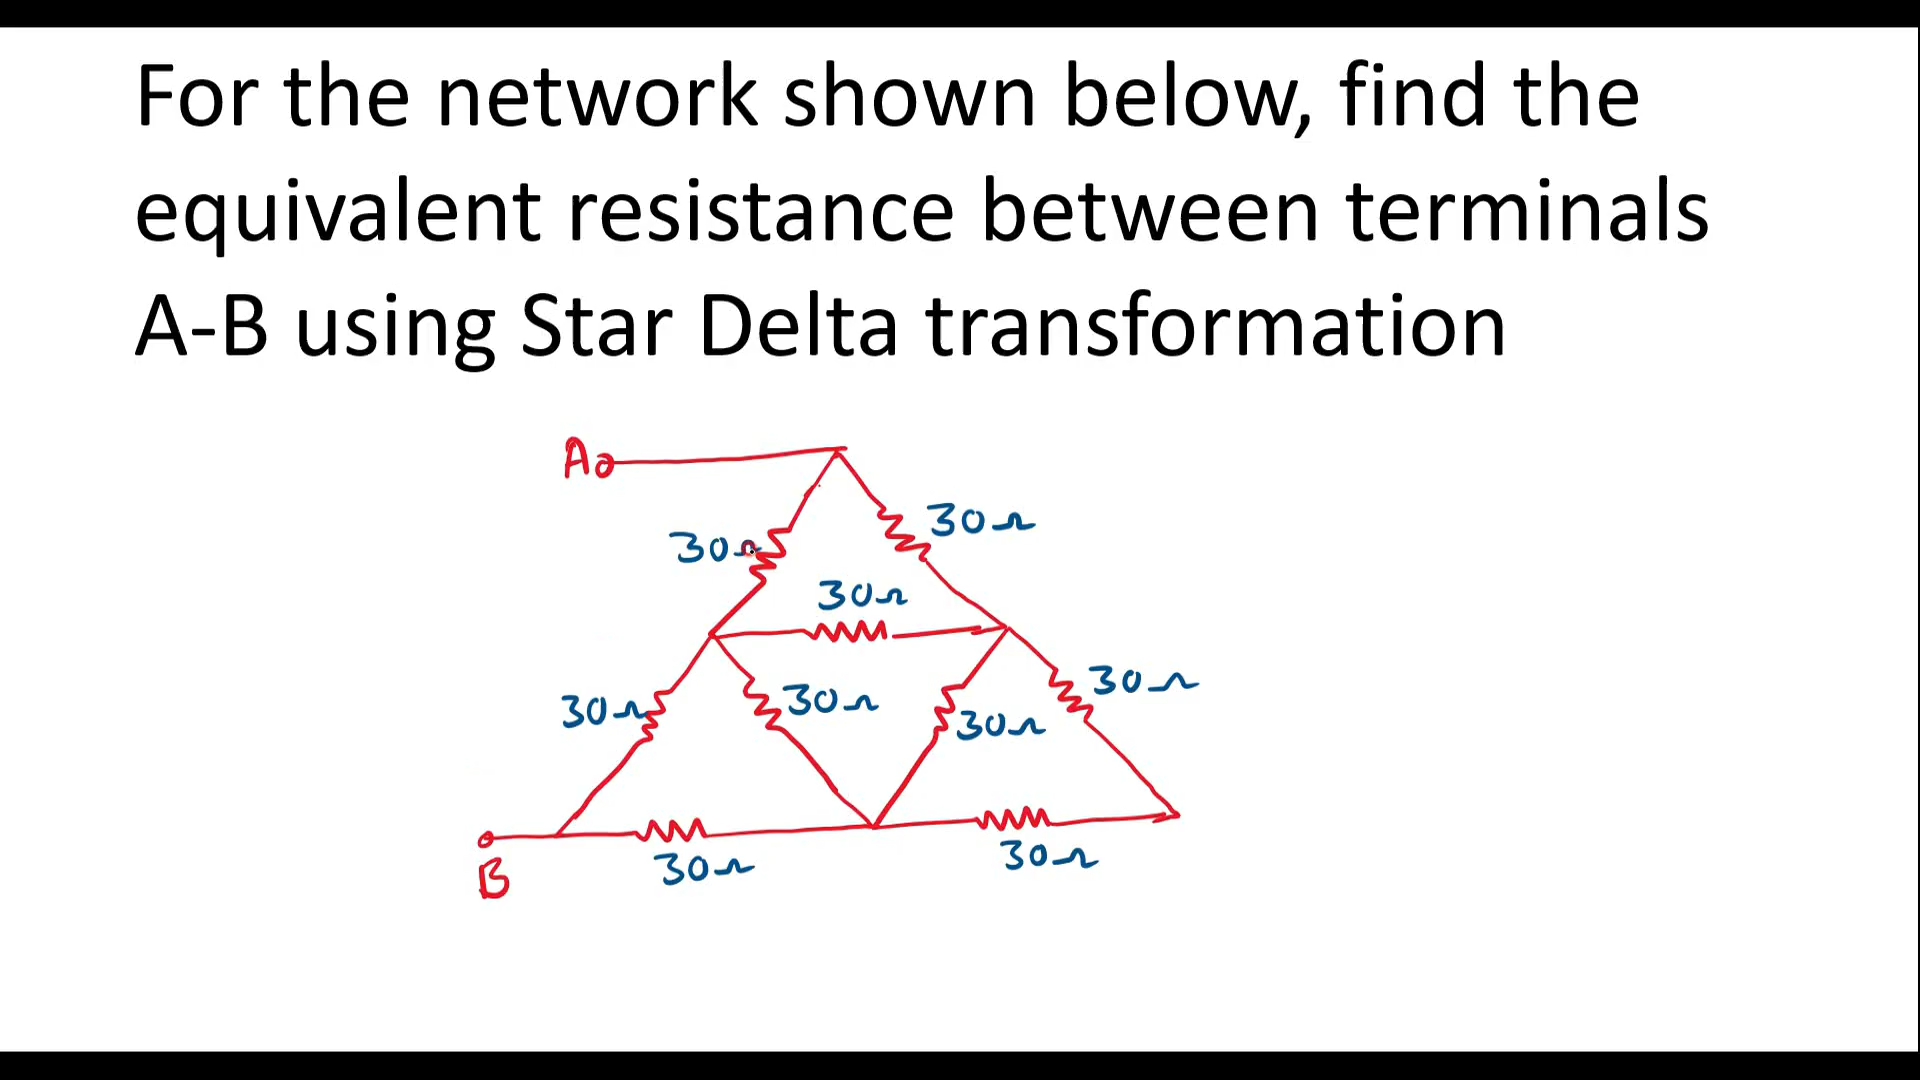 For the network shown below, find the
equivalent resistance between terminals
A-B using Star Delta transformation
A
30Ω
30Ω
30Ω
30Ω
30Ω
30Ω
30Ω
30Ω
30Ω
B